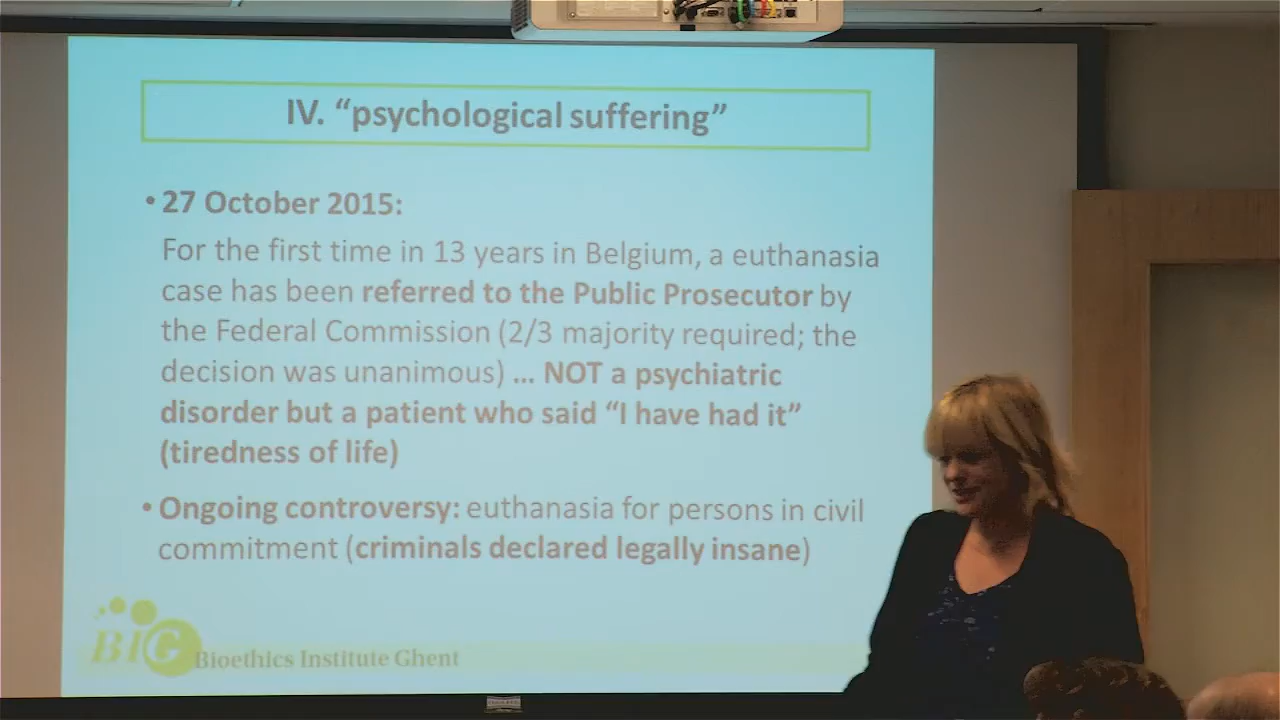 IV. “psychological suffering”
• 27 October 2015:
For the first time in 13 years in Belgium, a euthanasia
case has been referred to the Public Prosecutor by
the Federal Commission (2/3 majority required; the
decision was unanimous) … NOT a psychiatric
disorder but a patient who said “I have had it”
(tiredness of life)
• Ongoing controversy: euthanasia for persons in civil
commitment (criminals declared legally insane)
BIG
Bioethics Institute Ghent